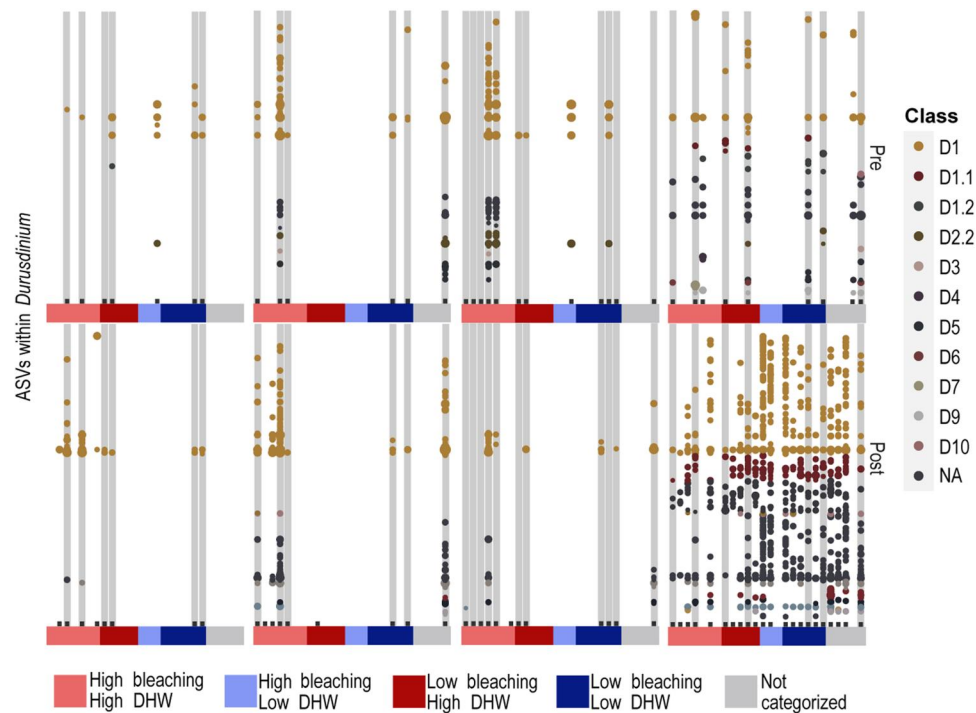 ASVs within Durusdinium
Pre
Post
Class
D1
D1.1
D1.2
D2.2
D3
D4
D5
D6
D7
D9
D10
NA
High bleaching
High DHW
High bleaching
Low DHW
Low bleaching
High DHW
Low bleaching
Low DHW
Not
categorized